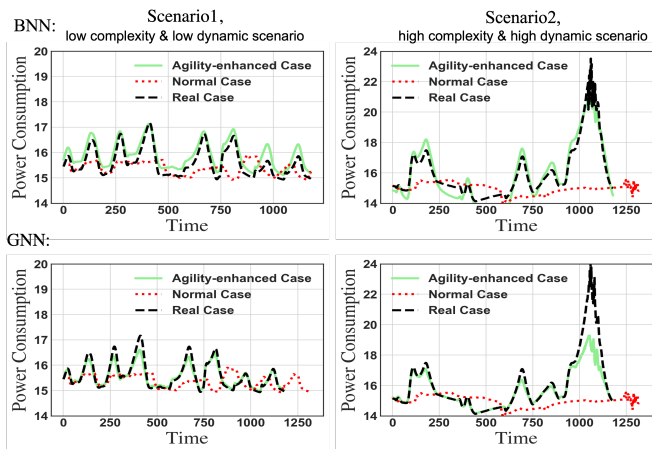 BNN:
Scenario1,
low complexity & low dynamic scenario
Scenario2,
high complexity & high dynamic scenario
Power Consumption
20
19
18
17
16
15
14
Agility-enhanced Case
Normal Case
Real Case
0 250 500 750 1000
Time
Power Consumption
24
22
20
18
16
14
Agility-enhanced Case
Normal Case
Real Case
0 250 500 750 1000 1250
Time
GNN:
Power Consumption
20
19
18
17
16
15
14
Agility-enhanced Case
Normal Case
Real Case
0 250 500 750 1000 1250
Time
Power Consumption
24
22
20
18
16
14
Agility-enhanced Case
Normal Case
Real Case
0 250 500 750 1000 1250
Time